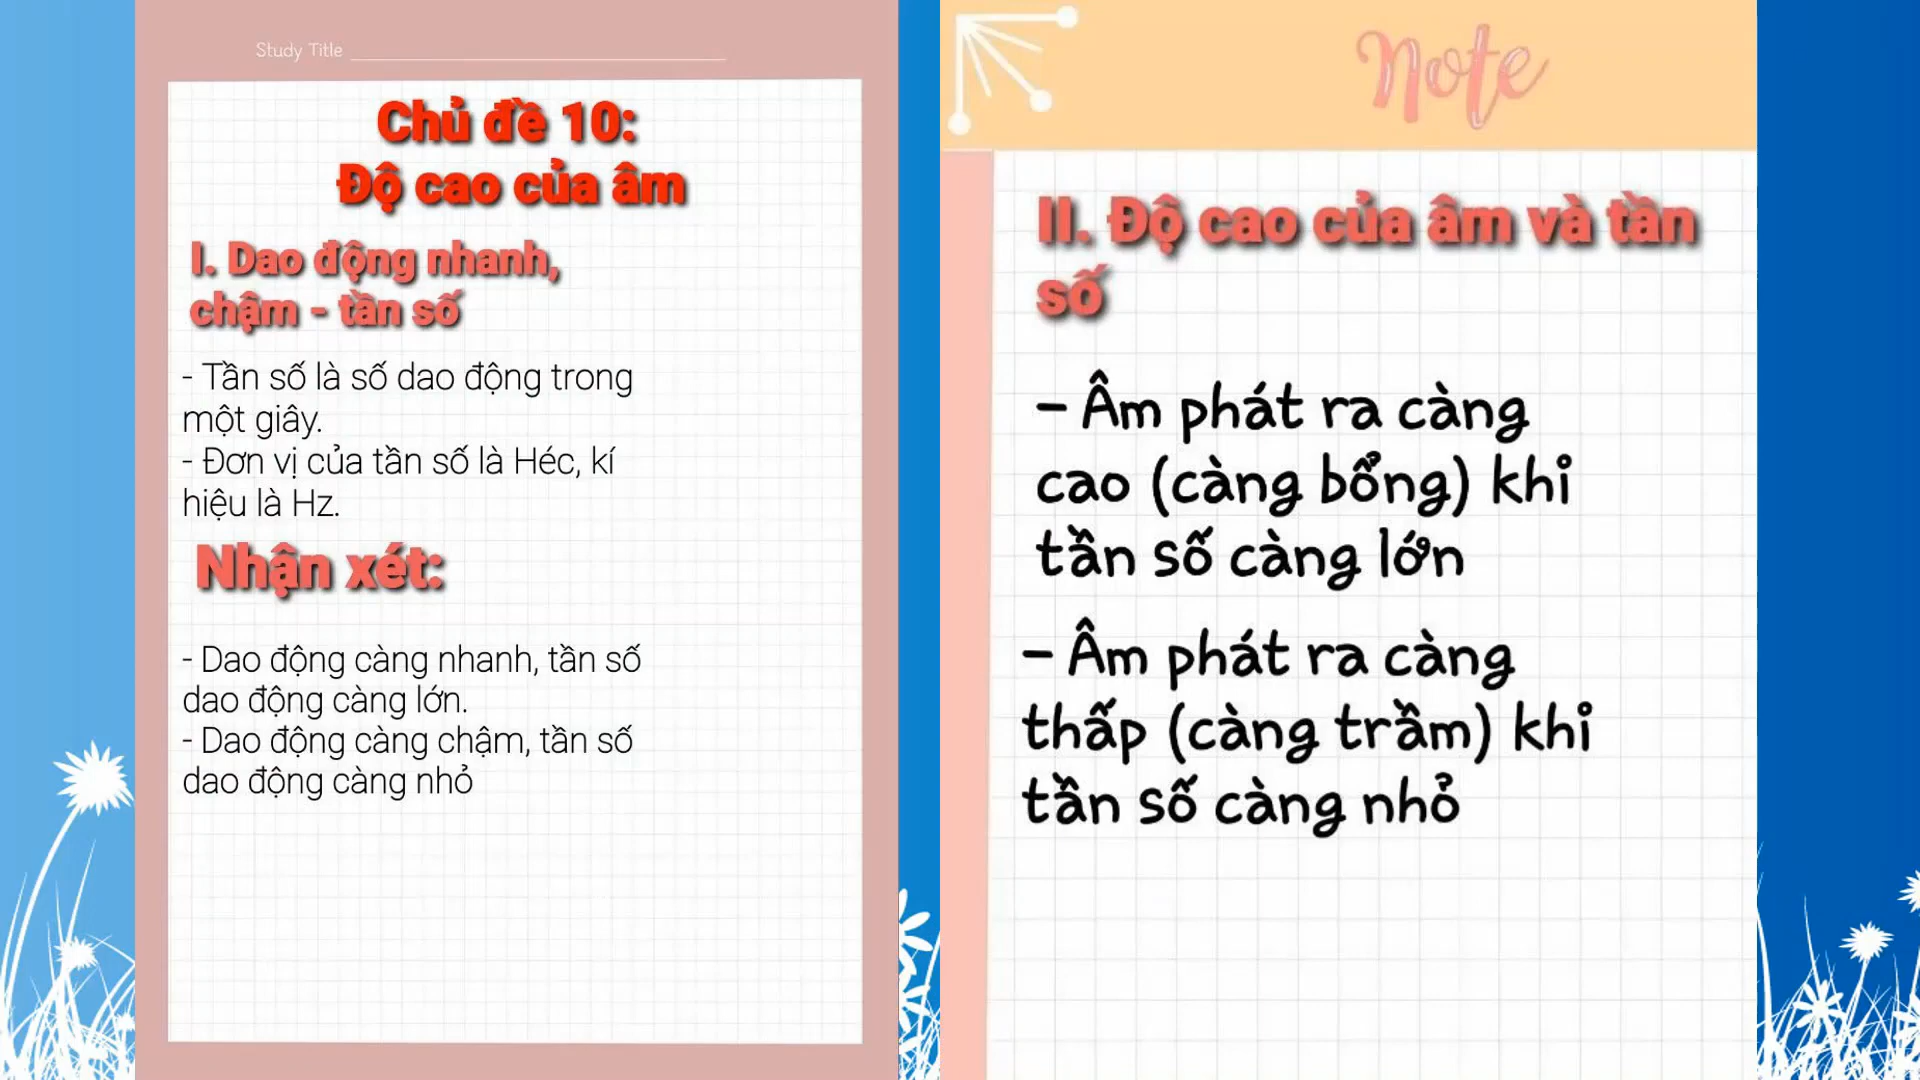 Study Title
Chủ đề 10:
Độ cao của âm
I. Dao động nhanh,
chậm - tần số
- Tần số là số dao động trong
một giây.
- Đơn vị của tần số là Héc, kí
hiệu là Hz.
Nhận xét:
- Dao động càng nhanh, tần số
dao động càng lớn.
- Dao động càng chậm, tần số
dao động càng nhỏ
Note
II. Độ cao của âm và tần
số
- Âm phát ra càng
cao (càng bổng) khi
tần số càng lớn
- Âm phát ra càng
thấp (càng trầm) khi
tần số càng nhỏ